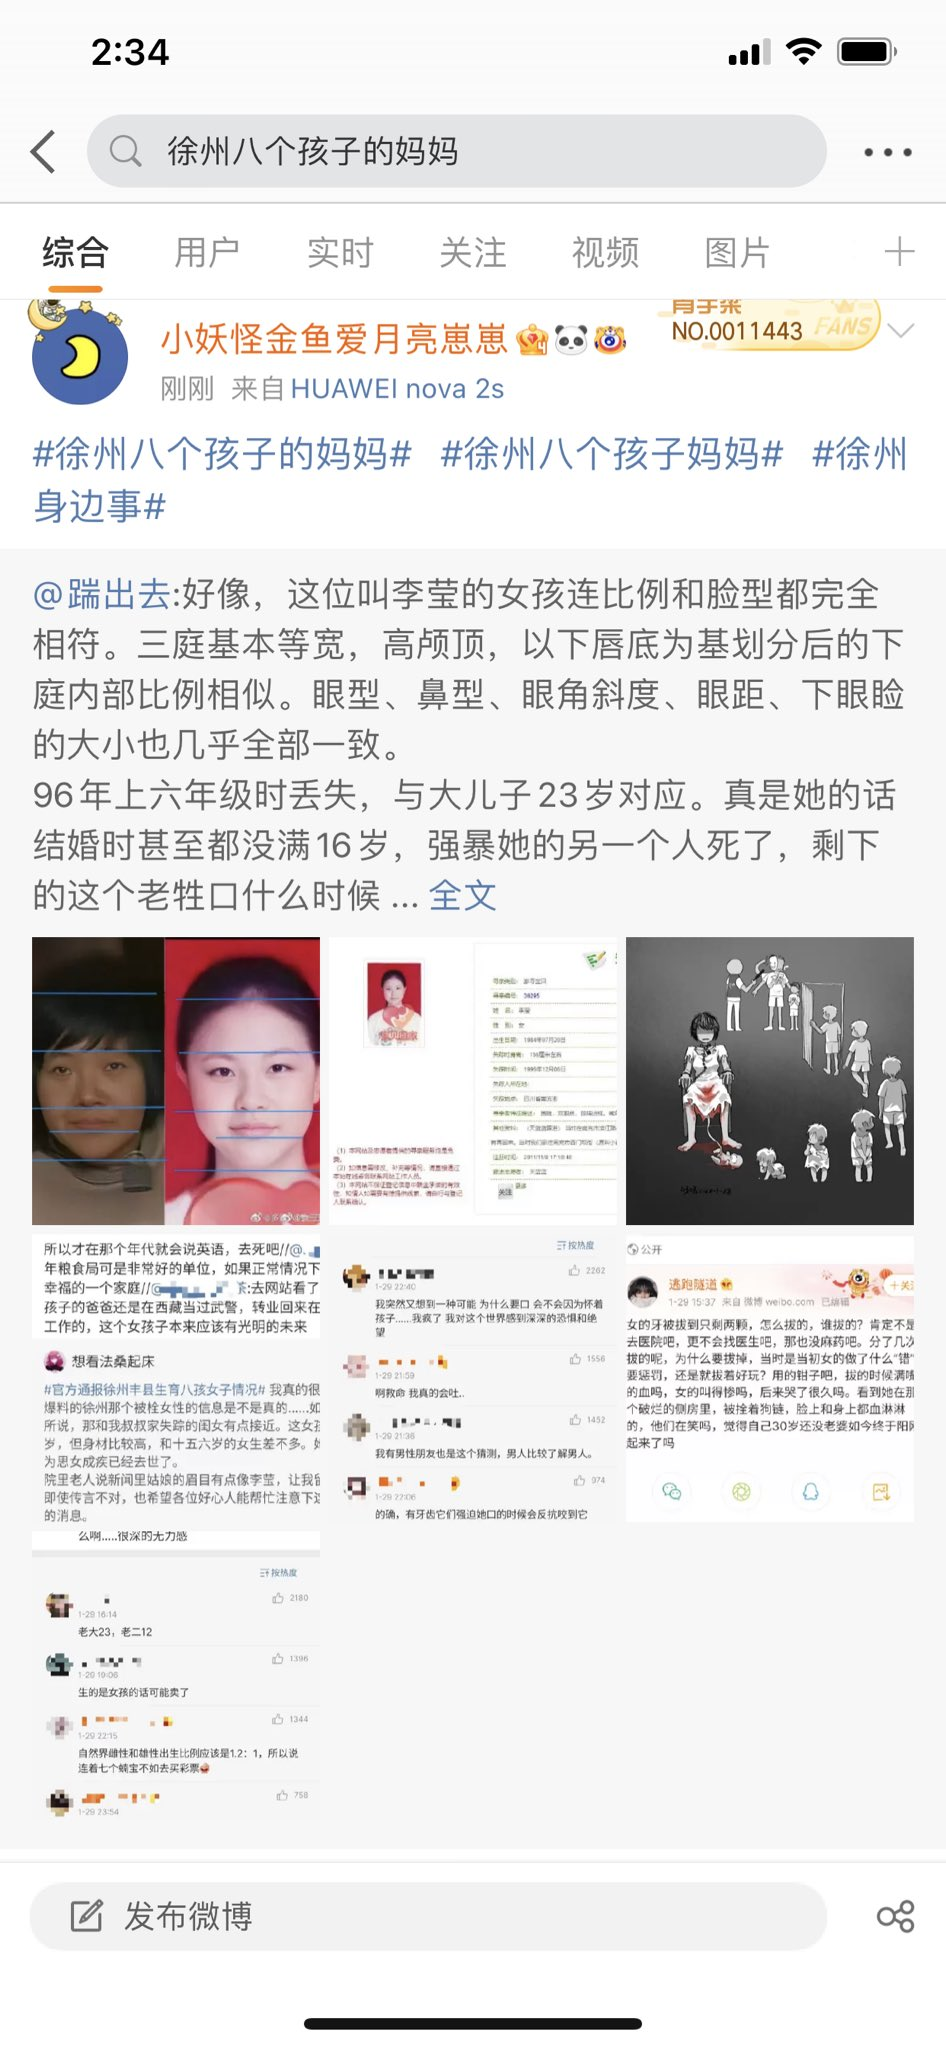 2:34
徐州八个孩子的妈妈
综合 用户 实时 关注 视频 图片
小妖怪金鱼爱月亮崽崽
NO.0011443 FANS
刚刚 来自 HUAWEI nova 2s
#徐州八个孩子的妈妈# #徐州八个孩子妈妈# #徐州
身边事#
@踹出去:好像，这位叫李莹的女孩连比例和脸型都完全
相符。三庭基本等宽，高颅顶，以下唇底为基划分后的下
庭内部比例相似。眼型、鼻型、眼角斜度、眼距、下眼睑
的大小也几乎全部一致。
96年上六年级时丢失，与大儿子23岁对应。真是她的话
结婚时甚至都没满16岁，强暴她的另一个人死了，剩下
的这个老牲口什么时候 ... 全文
所以才在那个年代就会说英语，去死吧//@.
年粮食局可是非常好的单位，如果正常情况下
幸福的一个家庭//@
:去网站看了
孩子的爸爸还是在西藏当过武警，转业回来在
工作的，这个女孩子本来应该有光明的未来
想看法桑起床
#官方通报徐州丰县生育八孩女子情况# 我真的很
爆料的徐州那个被栓女性的信息是不是真的……如
所说，那和我叔叔家失踪的闺女有点接近。这女孩
岁，但身材比较高，和十五六岁的女生差不多。
为思女成疾已经去世了。
院里老人说新闻里姑娘的眉目有点像李莹，让我留
即使传言不对，也希望各位好心人能帮忙注意下这
的消息。
按热度
2262
1-29 22:40
我突然又想到一种可能 为什么要口 会不会因为怀着
孩子……我疯了 我对这个世界感到深深的恐惧和绝
望
1556
1-29 21:59
啊救命 我真的会吐..
1452
1-29 21:36
我有男性朋友也是这个猜测，男人比较了解男人。
974
1-29 22:06
的确，有牙齿它们强迫她口的时候会反抗咬到它
公开
逃跑隧道
+关
1-29 15:37 来自 微博 weibo.com 已编辑
女的牙被拔到只剩两颗，怎么拔的，谁拔的？肯定不是
去医院吧，更不会找医生吧，那也没麻药吧。分了几次
拔的呢，为什么要拔掉，当时是当初女的做了什么“错”
要惩罚，还是就拔着好玩？用的钳子吧，拔的时候满嘴
的血吗，女的叫得惨吗，后来哭了很久吗。看到她在那
个破烂的侧房里，被拴着狗链，脸上和身上都血淋淋
的，他们在笑吗，觉得自己30岁还没老婆如今终于阳
起来了吗
么啊.....很深的无力感
按热度
2180
1-29 16:14
老大23，老二12
1396
1-29 19:06
生的是女孩的话可能卖了
1344
1-29 22:15
自然界雌性和雄性出生比例应该是1.2：1，所以说
连着七个蝻宝不如去买彩票
758
1-29 23:54
发布微博